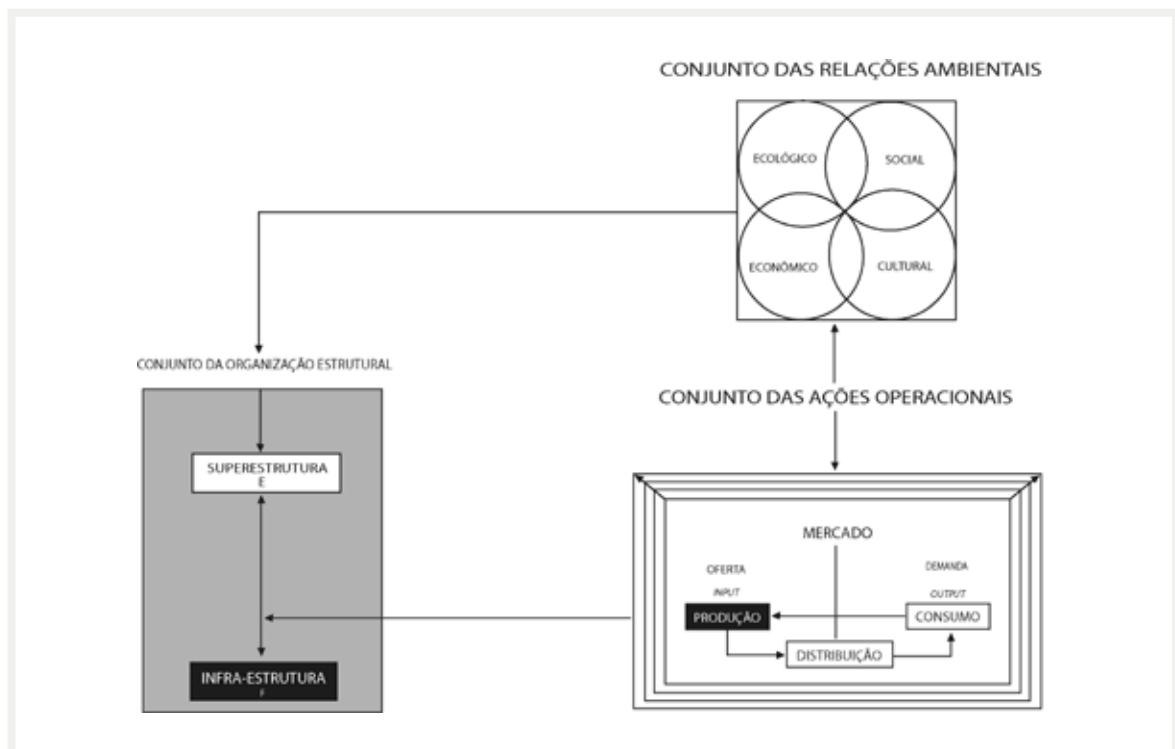 CONJUNTO DAS RELAÇÕES AMBIENTAIS
ECOLÓGICO
SOCIAL
ECONÔMICO
CULTURAL
CONJUNTO DA ORGANIZAÇÃO ESTRUTURAL
SUPERESTRUTURA
E
INFRA-ESTRUTURA
F
CONJUNTO DAS AÇÕES OPERACIONAIS
MERCADO
OFERTA
INPUT
DEMANDA
OUTPUT
PRODUÇÃO
CONSUMO
DISTRIBUIÇÃO